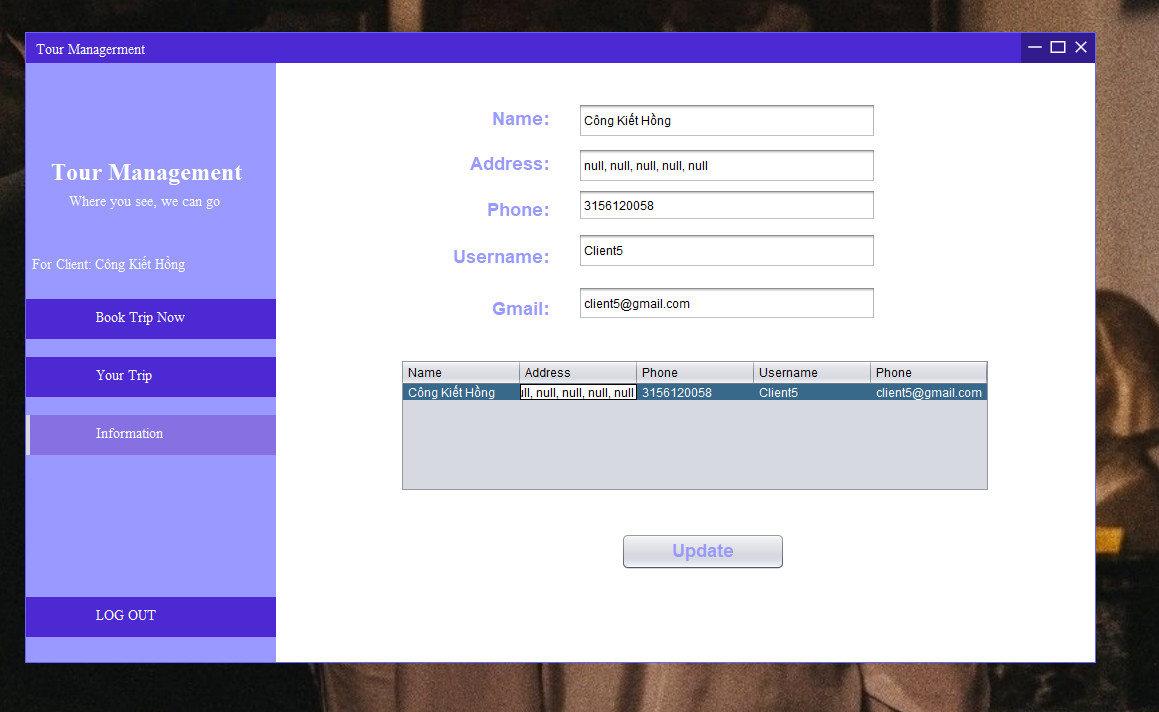 Tour Managerment
Tour Management
Where you see, we can go
For Client: Công Kiết Hồng
Book Trip Now
Your Trip
Information
LOG OUT
Name: Công Kiết Hồng
Address: null, null, null, null, null
Phone: 3156120058
Username: Client5
Gmail: client5@gmail.com
Name Address Phone Username Phone
Công Kiết Hồng ll, null, null, null, null 3156120058 Client5 client5@gmail.com
Update